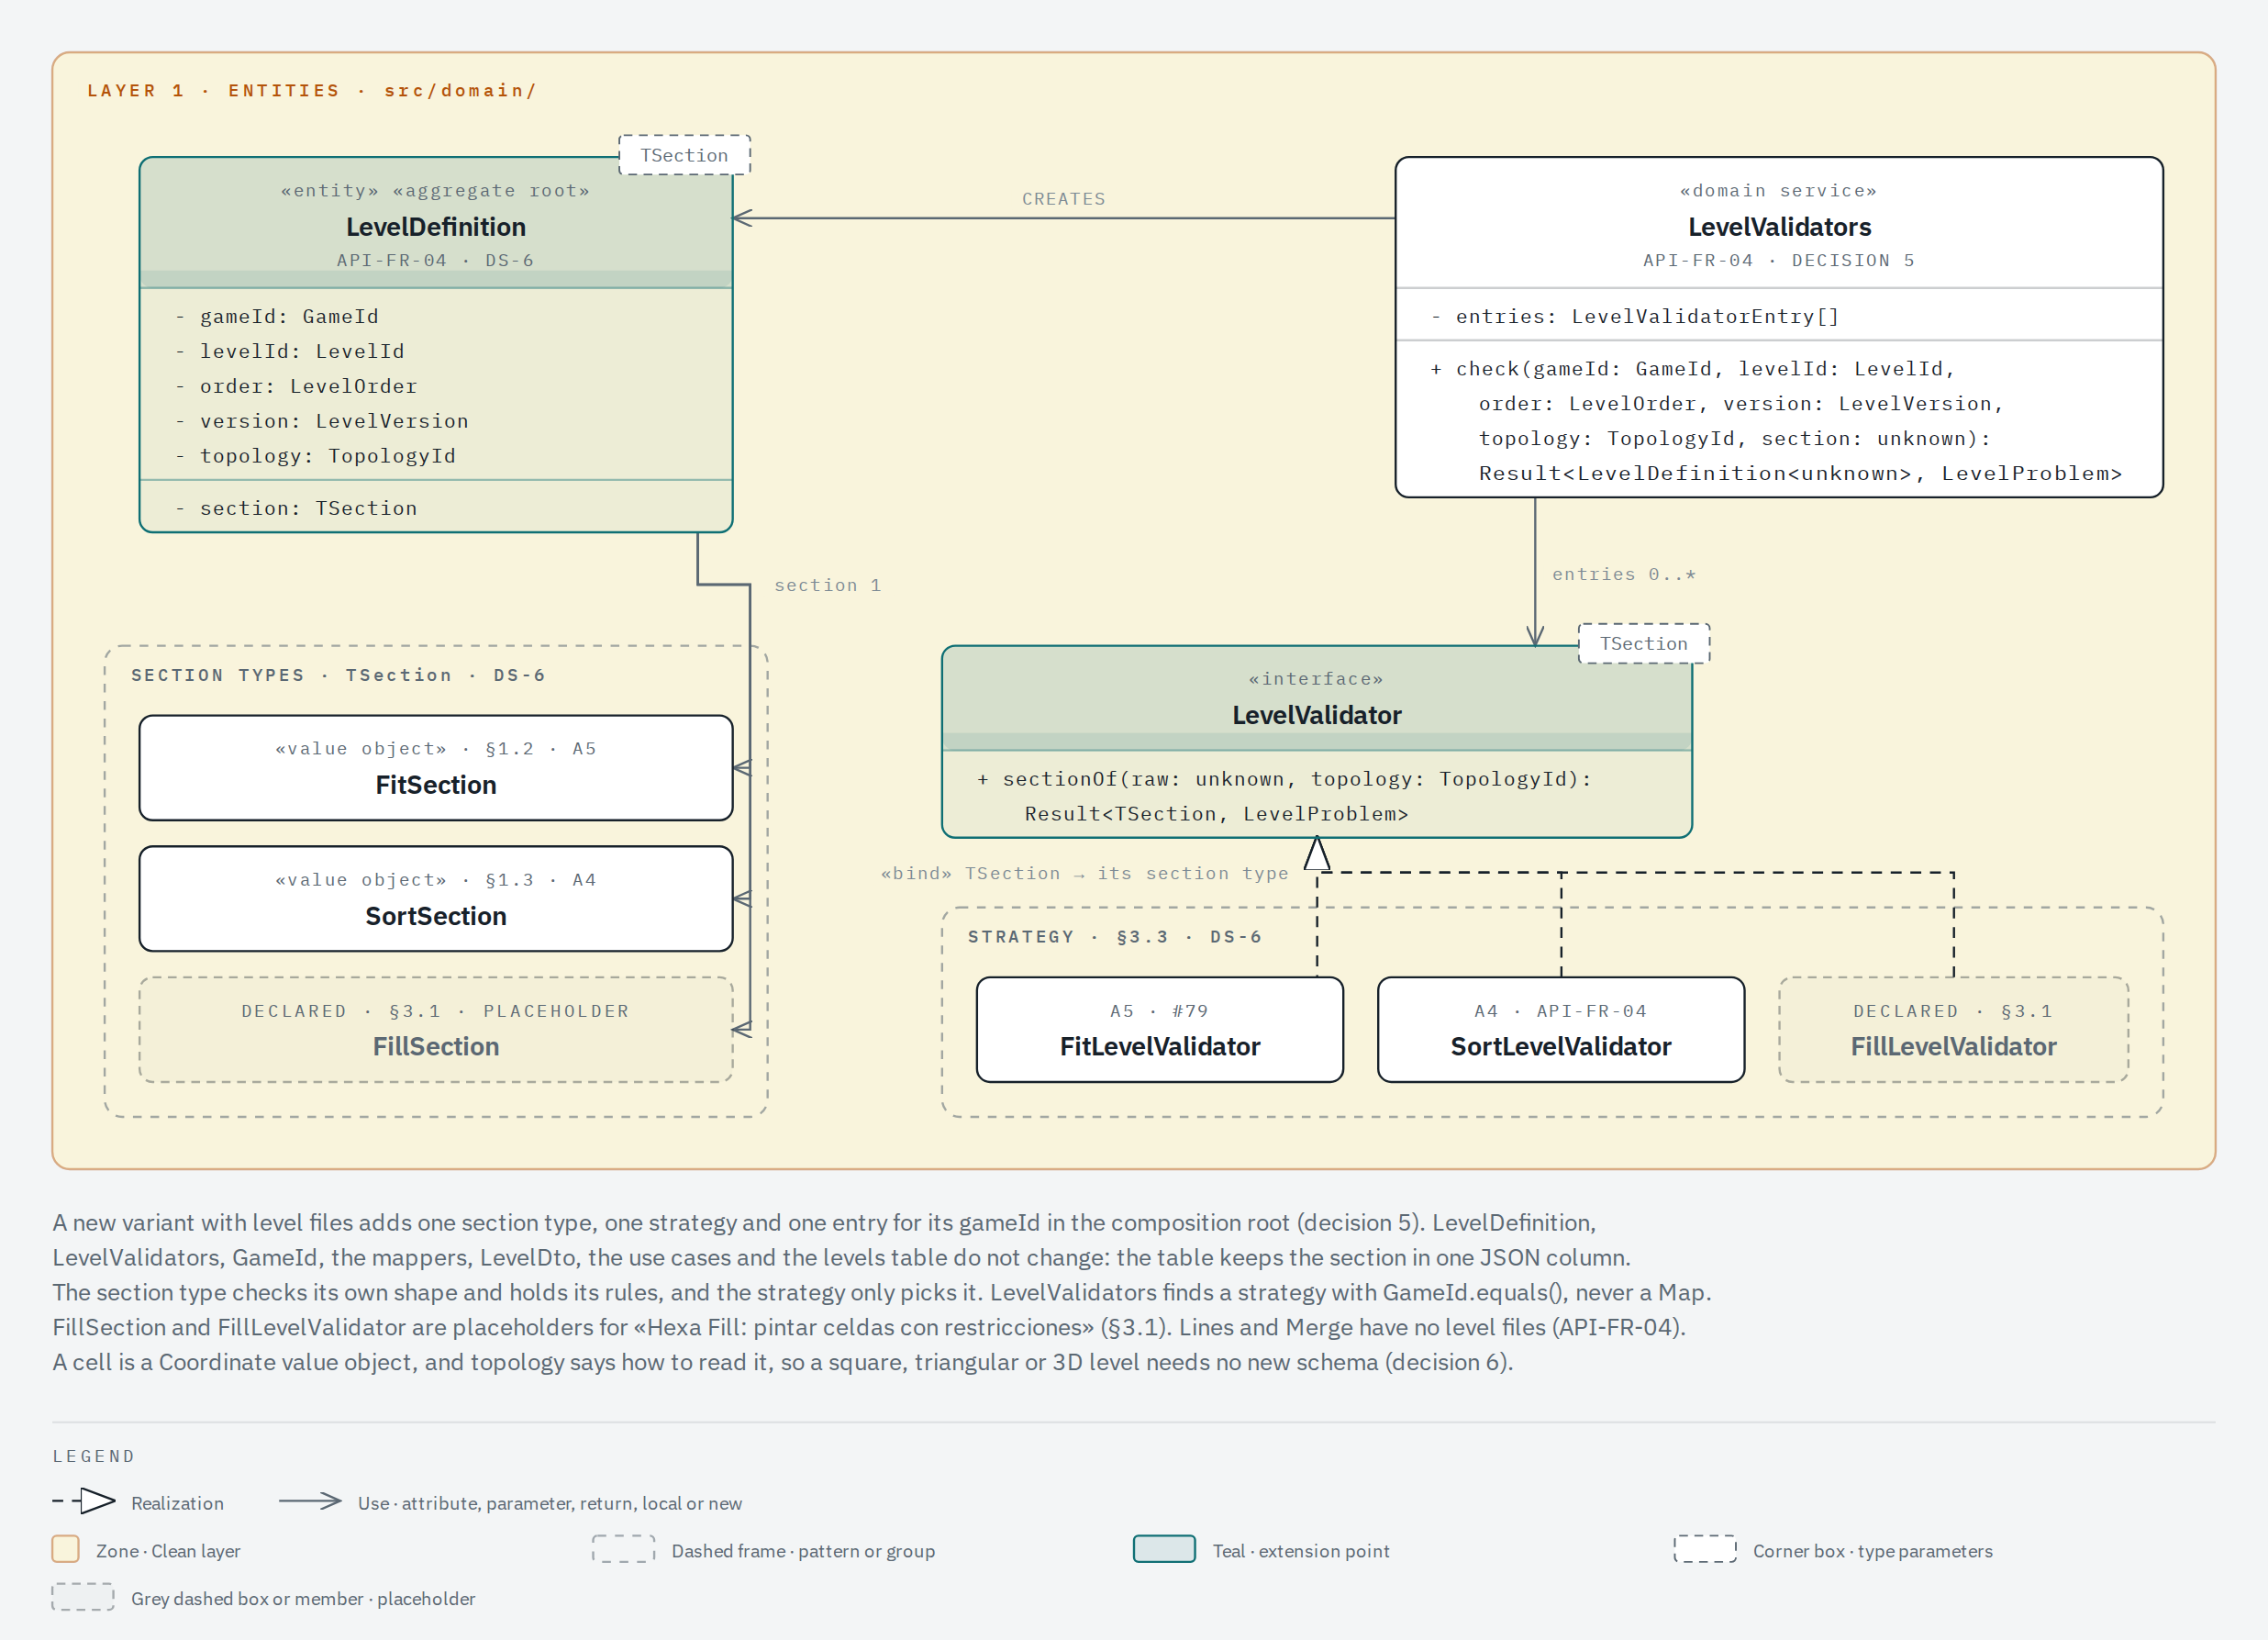 LAYER 1 · ENTITIES · src/domain/
TSection
«entity» «aggregate root»
LevelDefinition
API-FR-04 · DS-6
- gameId: GameId
- levelId: LevelId
- order: LevelOrder
- version: LevelVersion
- topology: TopologyId
- section: TSection
CREATES
«domain service»
LevelValidators
API-FR-04 · DECISION 5
- entries: LevelValidatorEntry[]
+ check(gameId: GameId, levelId: LevelId,
order: LevelOrder, version: LevelVersion,
topology: TopologyId, section: unknown):
Result<LevelDefinition<unknown>, LevelProblem>
section 1
entries 0..*
SECTION TYPES · TSection · DS-6
«value object» · §1.2 · A5
FitSection
«value object» · §1.3 · A4
SortSection
DECLARED · §3.1 · PLACEHOLDER
FillSection
TSection
«interface»
LevelValidator
+ sectionOf(raw: unknown, topology: TopologyId):
Result<TSection, LevelProblem>
«bind» TSection → its section type
STRATEGY · §3.3 · DS-6
A5 · #79
FitLevelValidator
A4 · API-FR-04
SortLevelValidator
DECLARED · §3.1
FillLevelValidator
A new variant with level files adds one section type, one strategy and one entry for its gameId in the composition root (decision 5). LevelDefinition,
LevelValidators, GameId, the mappers, LevelDto, the use cases and the levels table do not change: the table keeps the section in one JSON column.
The section type checks its own shape and holds its rules, and the strategy only picks it. LevelValidators finds a strategy with GameId.equals(), never a Map.
FillSection and FillLevelValidator are placeholders for «Hexa Fill: pintar celdas con restricciones» (§3.1). Lines and Merge have no level files (API-FR-04).
A cell is a Coordinate value object, and topology says how to read it, so a square, triangular or 3D level needs no new schema (decision 6).
LEGEND
Realization
Use · attribute, parameter, return, local or new
Zone · Clean layer
Dashed frame · pattern or group
Teal · extension point
Corner box · type parameters
Grey dashed box or member · placeholder